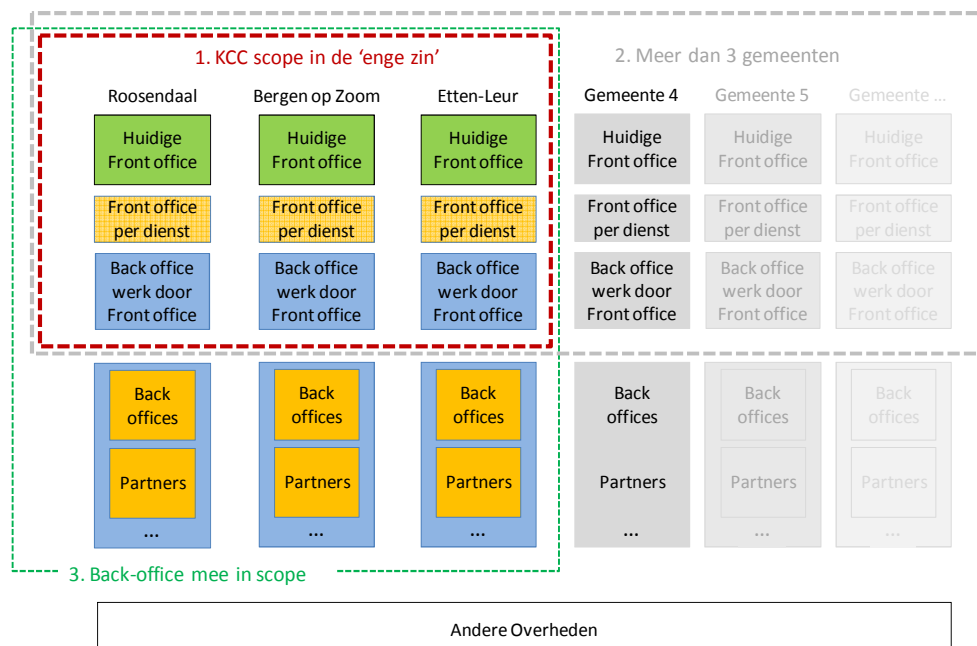 1. KCC scope in de ‘enge zin’
2. Meer dan 3 gemeenten
Roosendaal
Bergen op Zoom
Etten-Leur
Gemeente 4
Gemeente 5
Gemeente ...
Huidige
Front office
Huidige
Front office
Huidige
Front office
Huidige
Front office
Huidige
Front office
Huidige
Front office
Front office
per dienst
Front office
per dienst
Front office
per dienst
Front office
per dienst
Front office
per dienst
Front office
per dienst
Back office
werk door
Front office
Back office
werk door
Front office
Back office
werk door
Front office
Back office
werk door
Front office
Back office
werk door
Front office
Back office
werk door
Front office
Back
offices
Back
offices
Back
offices
Back
offices
Back
offices
Back
offices
Partners
Partners
Partners
Partners
Partners
Partners
...
...
...
...
...
...
3. Back-office mee in scope
Andere Overheden